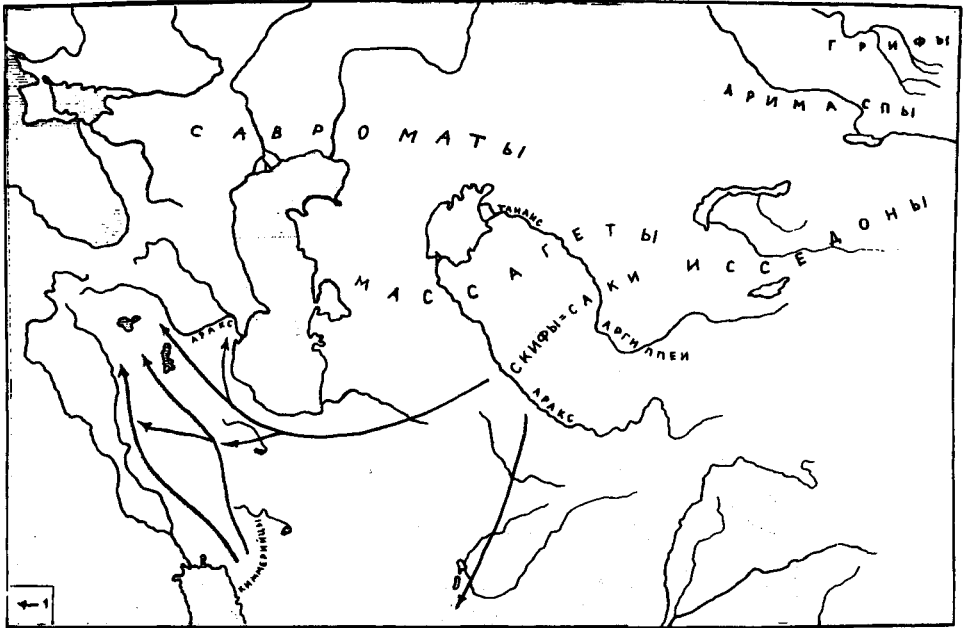 ГРИФЫ
АРИМАСПЫ
САВРОМАТЫ
ТАНАИС
МАССАГЕТЫ
ИССЕДОНЫ
СКИФЫ=САКИ
АРГИППЕИ
АРАКС
АРАКС
КИММЕРИЙЦЫ
1